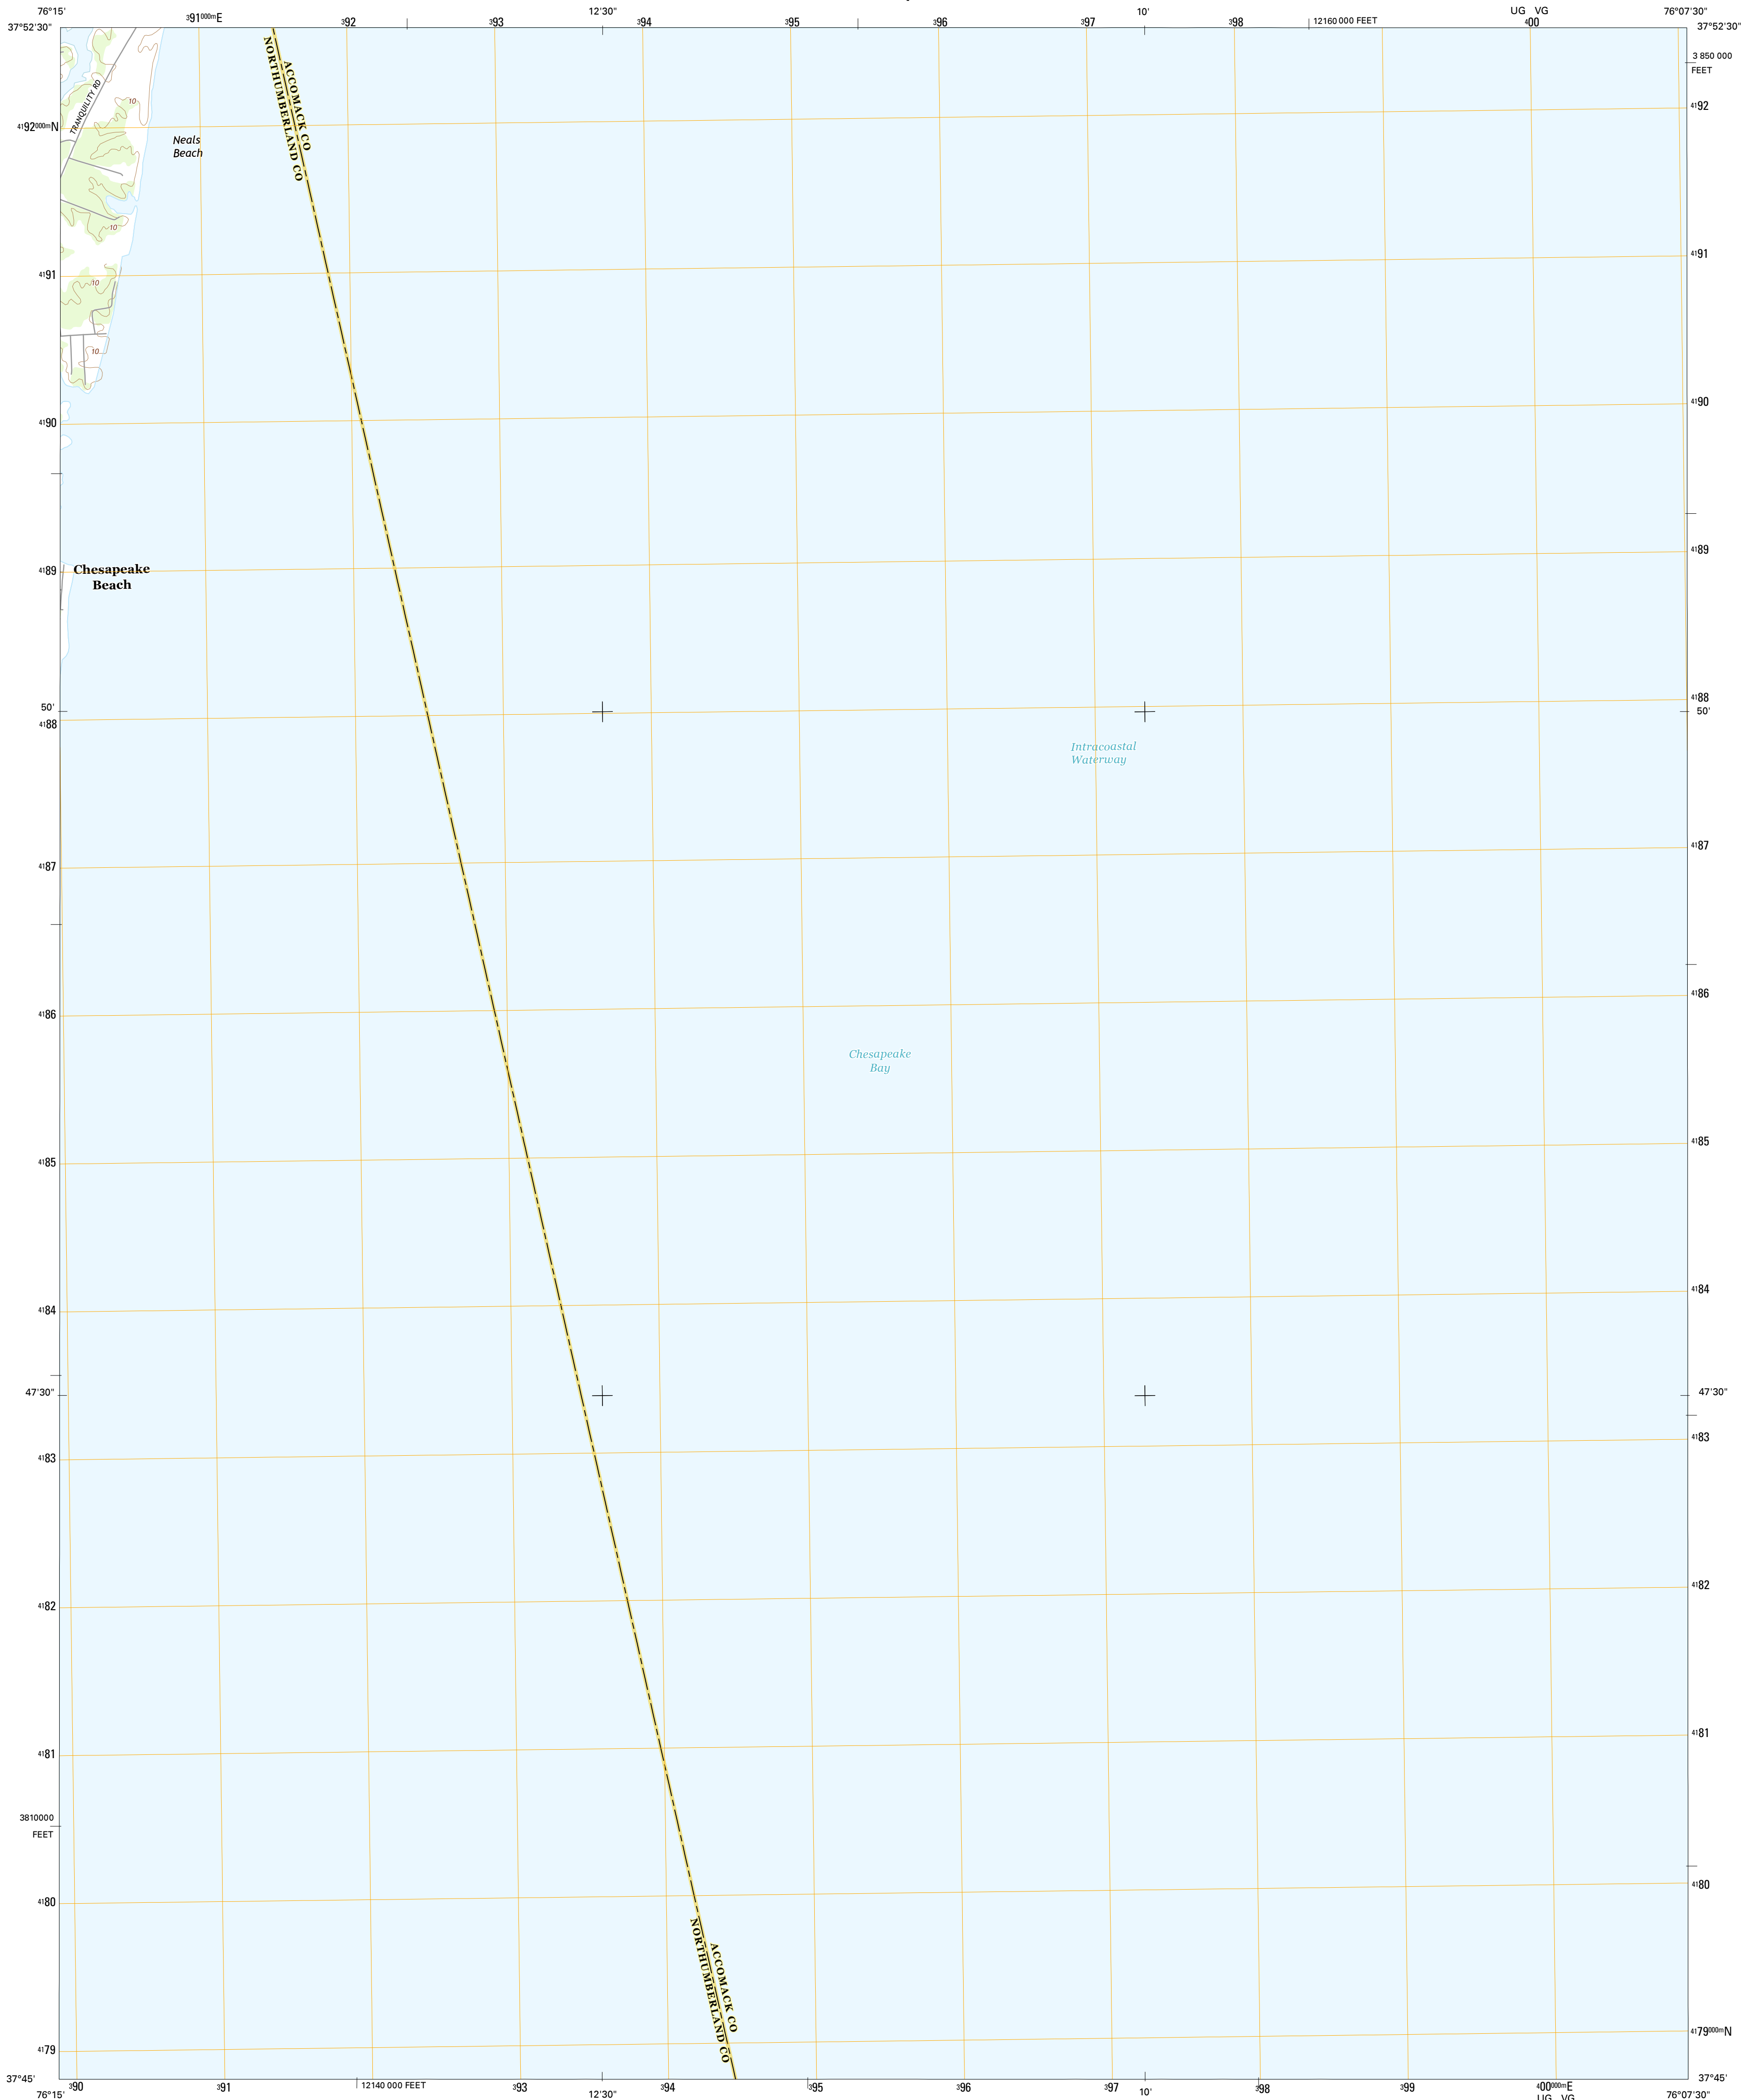 76°15' 391000mE 392 393 12'30" 394 395 396 397 10' 398 12160 000 FEET UG VG 400 76°07'30"
37°52'30" 37°52'30"
3 850 000
FEET
ACCOMACK CO
NORTHUMBERLAND CO
TRANQUILITY RD
10
4192
4192000mN
Neals
Beach
10
4191 4191
10
10
4190 4190
4189 4189
Chesapeake
Beach
4188
50' 50'
4188
Intracoastal
Waterway
4187 4187
4186 4186
Chesapeake
Bay
4185 4185
4184 4184
47'30" 47'30"
4183 4183
4182 4182
4181 4181
3810000
FEET
4180 4180
ACCOMACK CO
NORTHUMBERLAND CO
4179 4179000mN
37°45' 37°45'
76°15' 390 391 12140 000 FEET 393 12'30" 394 395 396 397 10' 398 399 400000mE 76°07'30"
UG VG